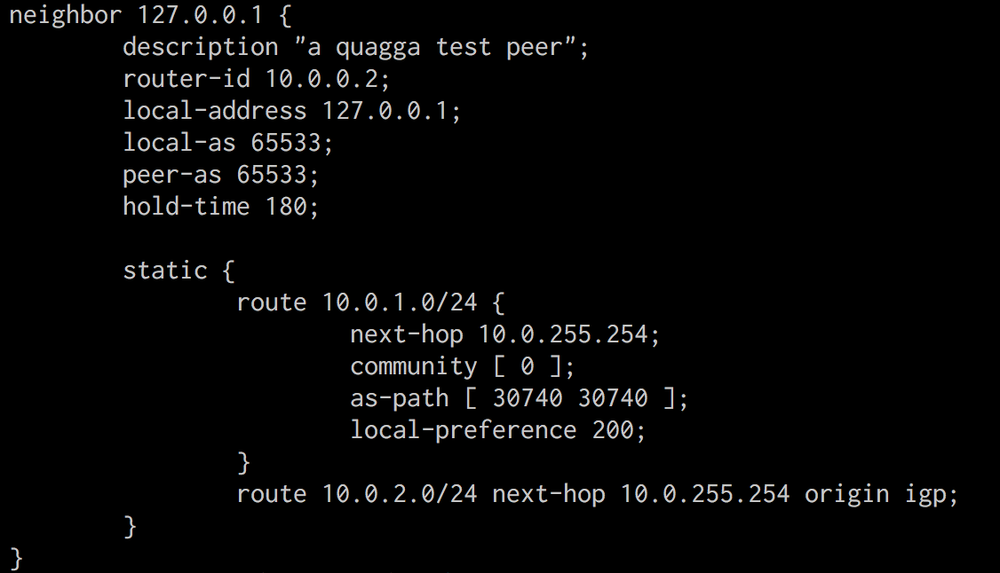 neighbor 127.0.0.1 {
        description "a quagga test peer";
        router-id 10.0.0.2;
        local-address 127.0.0.1;
        local-as 65533;
        peer-as 65533;
        hold-time 180;

        static {
                route 10.0.1.0/24 {
                        next-hop 10.0.255.254;
                        community [ 0 ];
                        as-path [ 30740 30740 ];
                        local-preference 200;
                }
                route 10.0.2.0/24 next-hop 10.0.255.254 origin igp;
        }
}